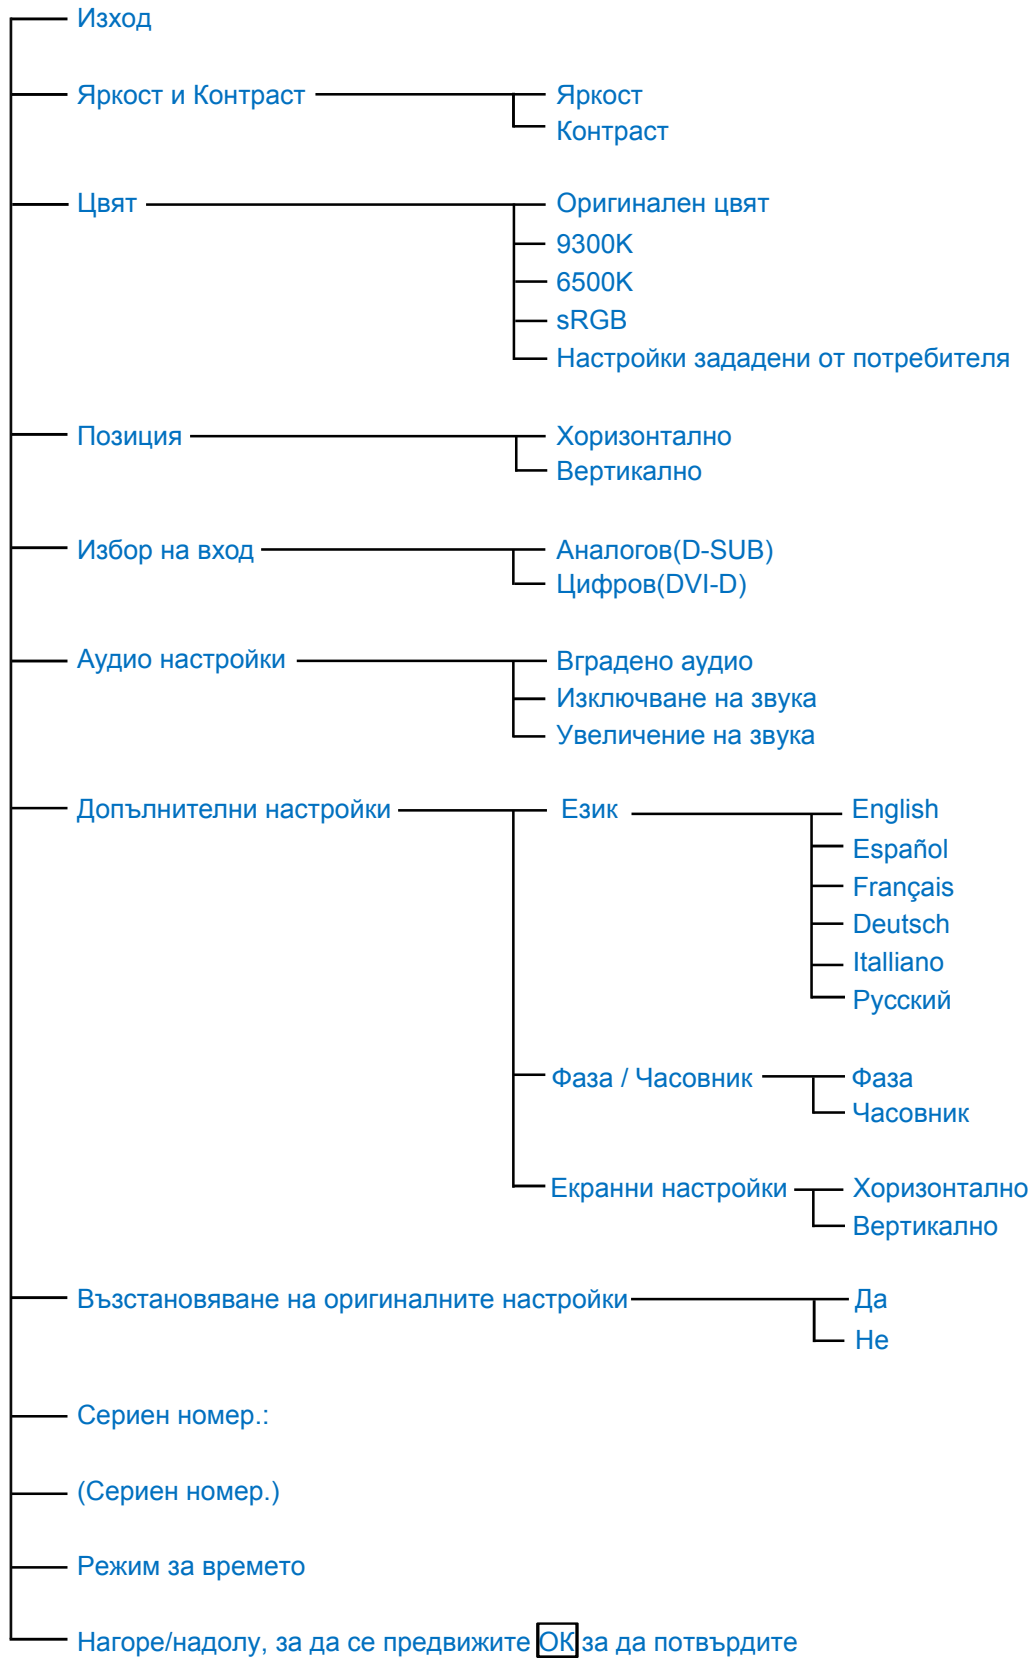 Изход
Яркост и Контраст
Яркост
Контраст
Цвят
Оригинален цвят
9300K
6500K
sRGB
Настройки зададени от потребителя
Позиция
Хоризонтално
Вертикално
Избор на вход
Аналогов(D-SUB)
Цифров(DVI-D)
Аудио настройки
Вградено аудио
Изключване на звука
Увеличение на звука
Допълнителни настройки
Език
English
Español
Français
Deutsch
Italliano
Русский
Фаза / Часовник
Фаза
Часовник
Екранни настройки
Хоризонтално
Вертикално
Възстановяване на оригиналните настройки
Да
Не
Сериен номер.:
(Сериен номер.)
Режим за времето
Нагоре/надолу, за да се предвижите OK за да потвърдите